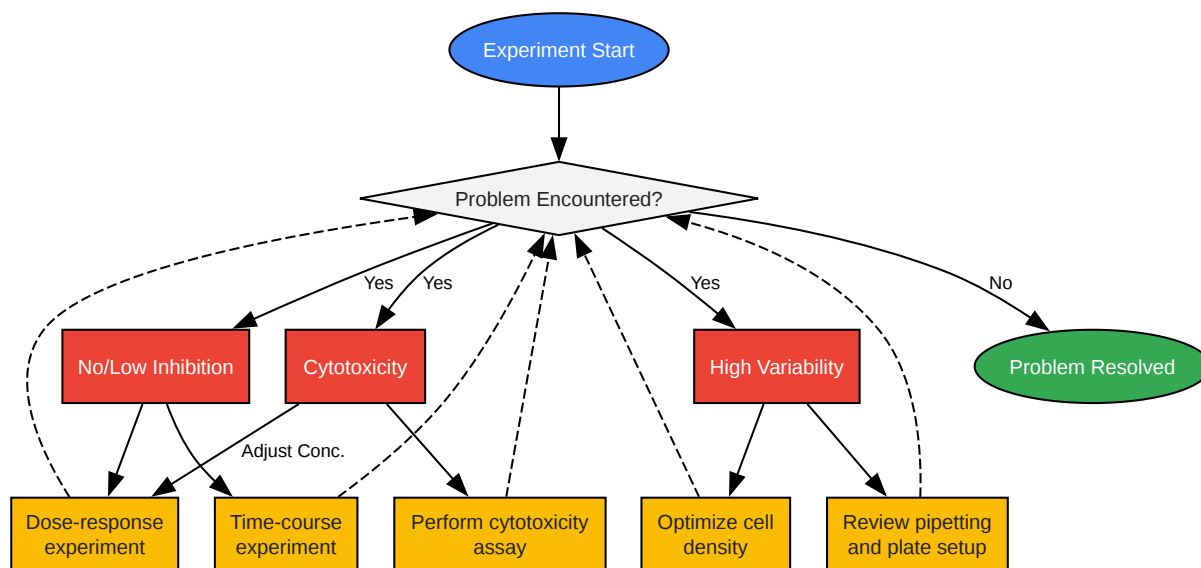 Experiment Start
Problem Encountered?
Yes
Yes
Yes
No
No/Low Inhibition
Cytotoxicity
High Variability
Problem Resolved
Adjust Conc.
Dose-response
experiment
Time-course
experiment
Perform cytotoxicity
assay
Optimize cell
density
Review pipetting
and plate setup